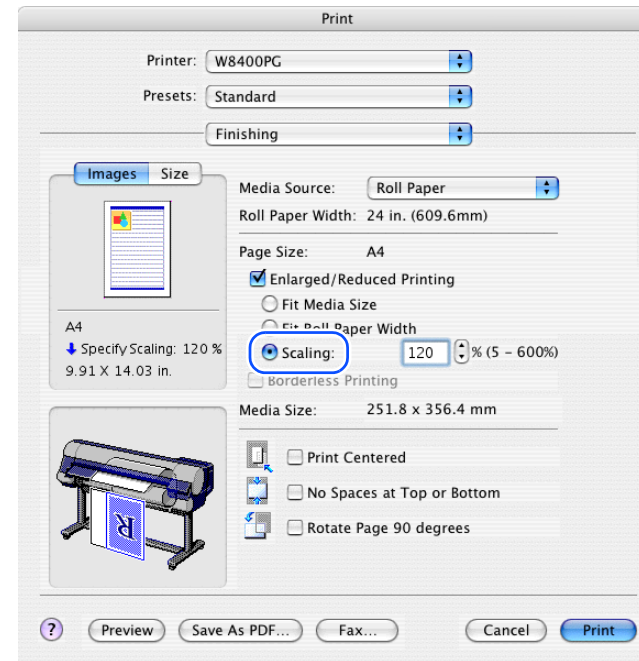 Print
Printer: W8400PG
Presets: Standard
Finishing
Images Size
Media Source: Roll Paper
Roll Paper Width: 24 in. (609.6mm)
Page Size: A4
Enlarged/Reduced Printing
Fit Media Size
Fit Roll Paper Width
Scaling: 120 % (5 - 600%)
Borderless Printing
A4
Specify Scaling: 120 %
9.91 X 14.03 in.
Media Size: 251.8 x 356.4 mm
Print Centered
No Spaces at Top or Bottom
Rotate Page 90 degrees
R
? Preview Save As PDF... Fax... Cancel Print